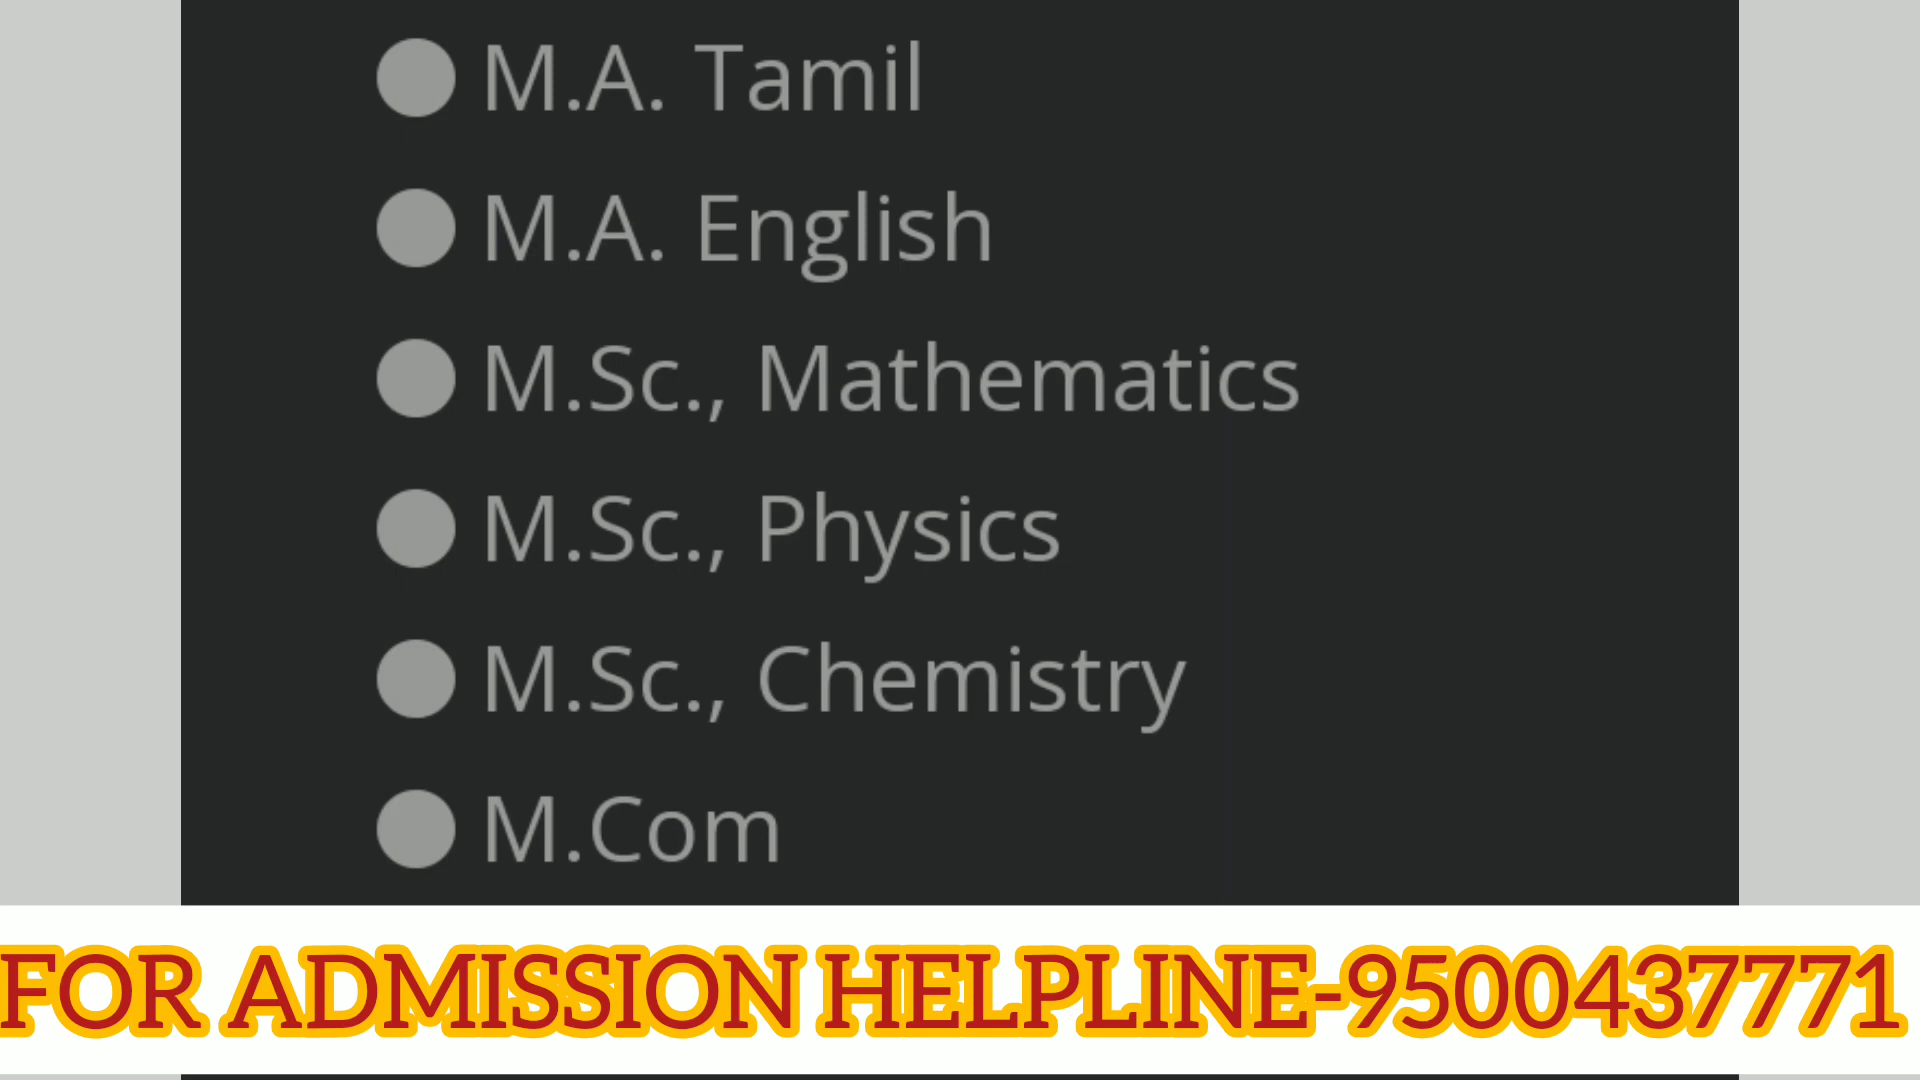 M.A. Tamil
M.A. English
M.Sc., Mathematics
M.Sc., Physics
M.Sc., Chemistry
M.Com
FOR ADMISSION HELPLINE-9500437771